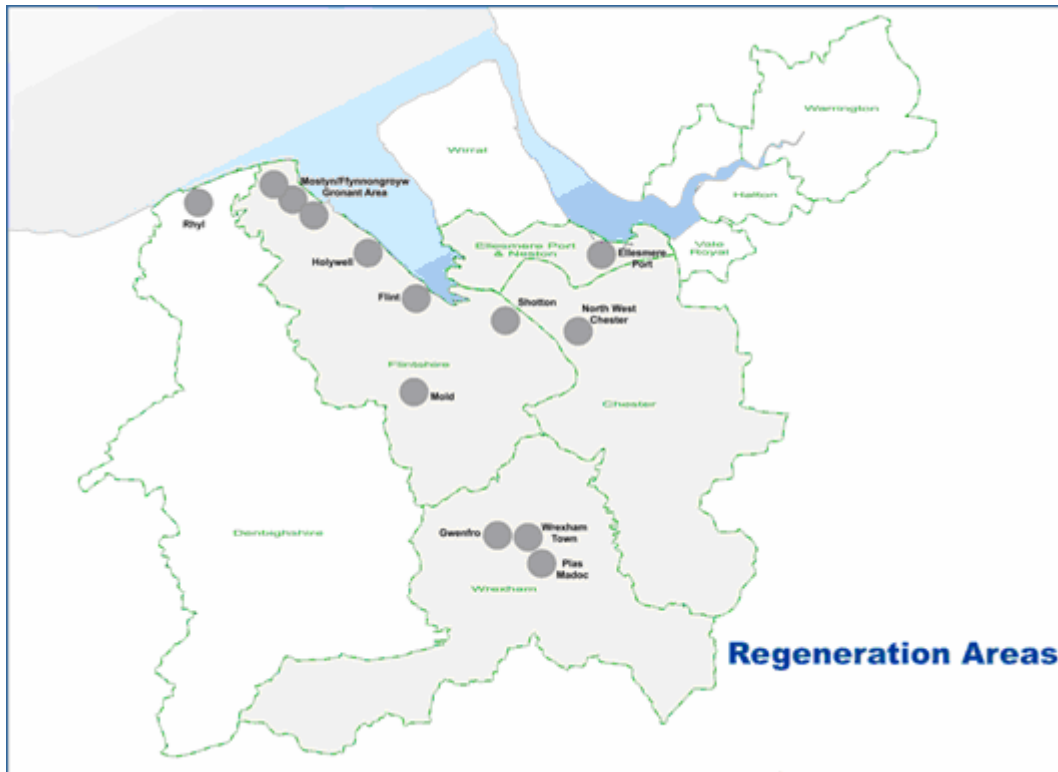 Warrington
Wirral
Mostyn/Ffynnongroyw
Gronant Area
Halton
Rhyl
Ellesmere Port
& Neston
Vale
Royal
Holywell
Ellesmere
Port
Flint
Shotton
North West
Chester
Flintshire
Mold
Chester
Denbighshire
Gwenfro
Wrexham
Town
Plas
Madoc
Wrexham
Regeneration Areas